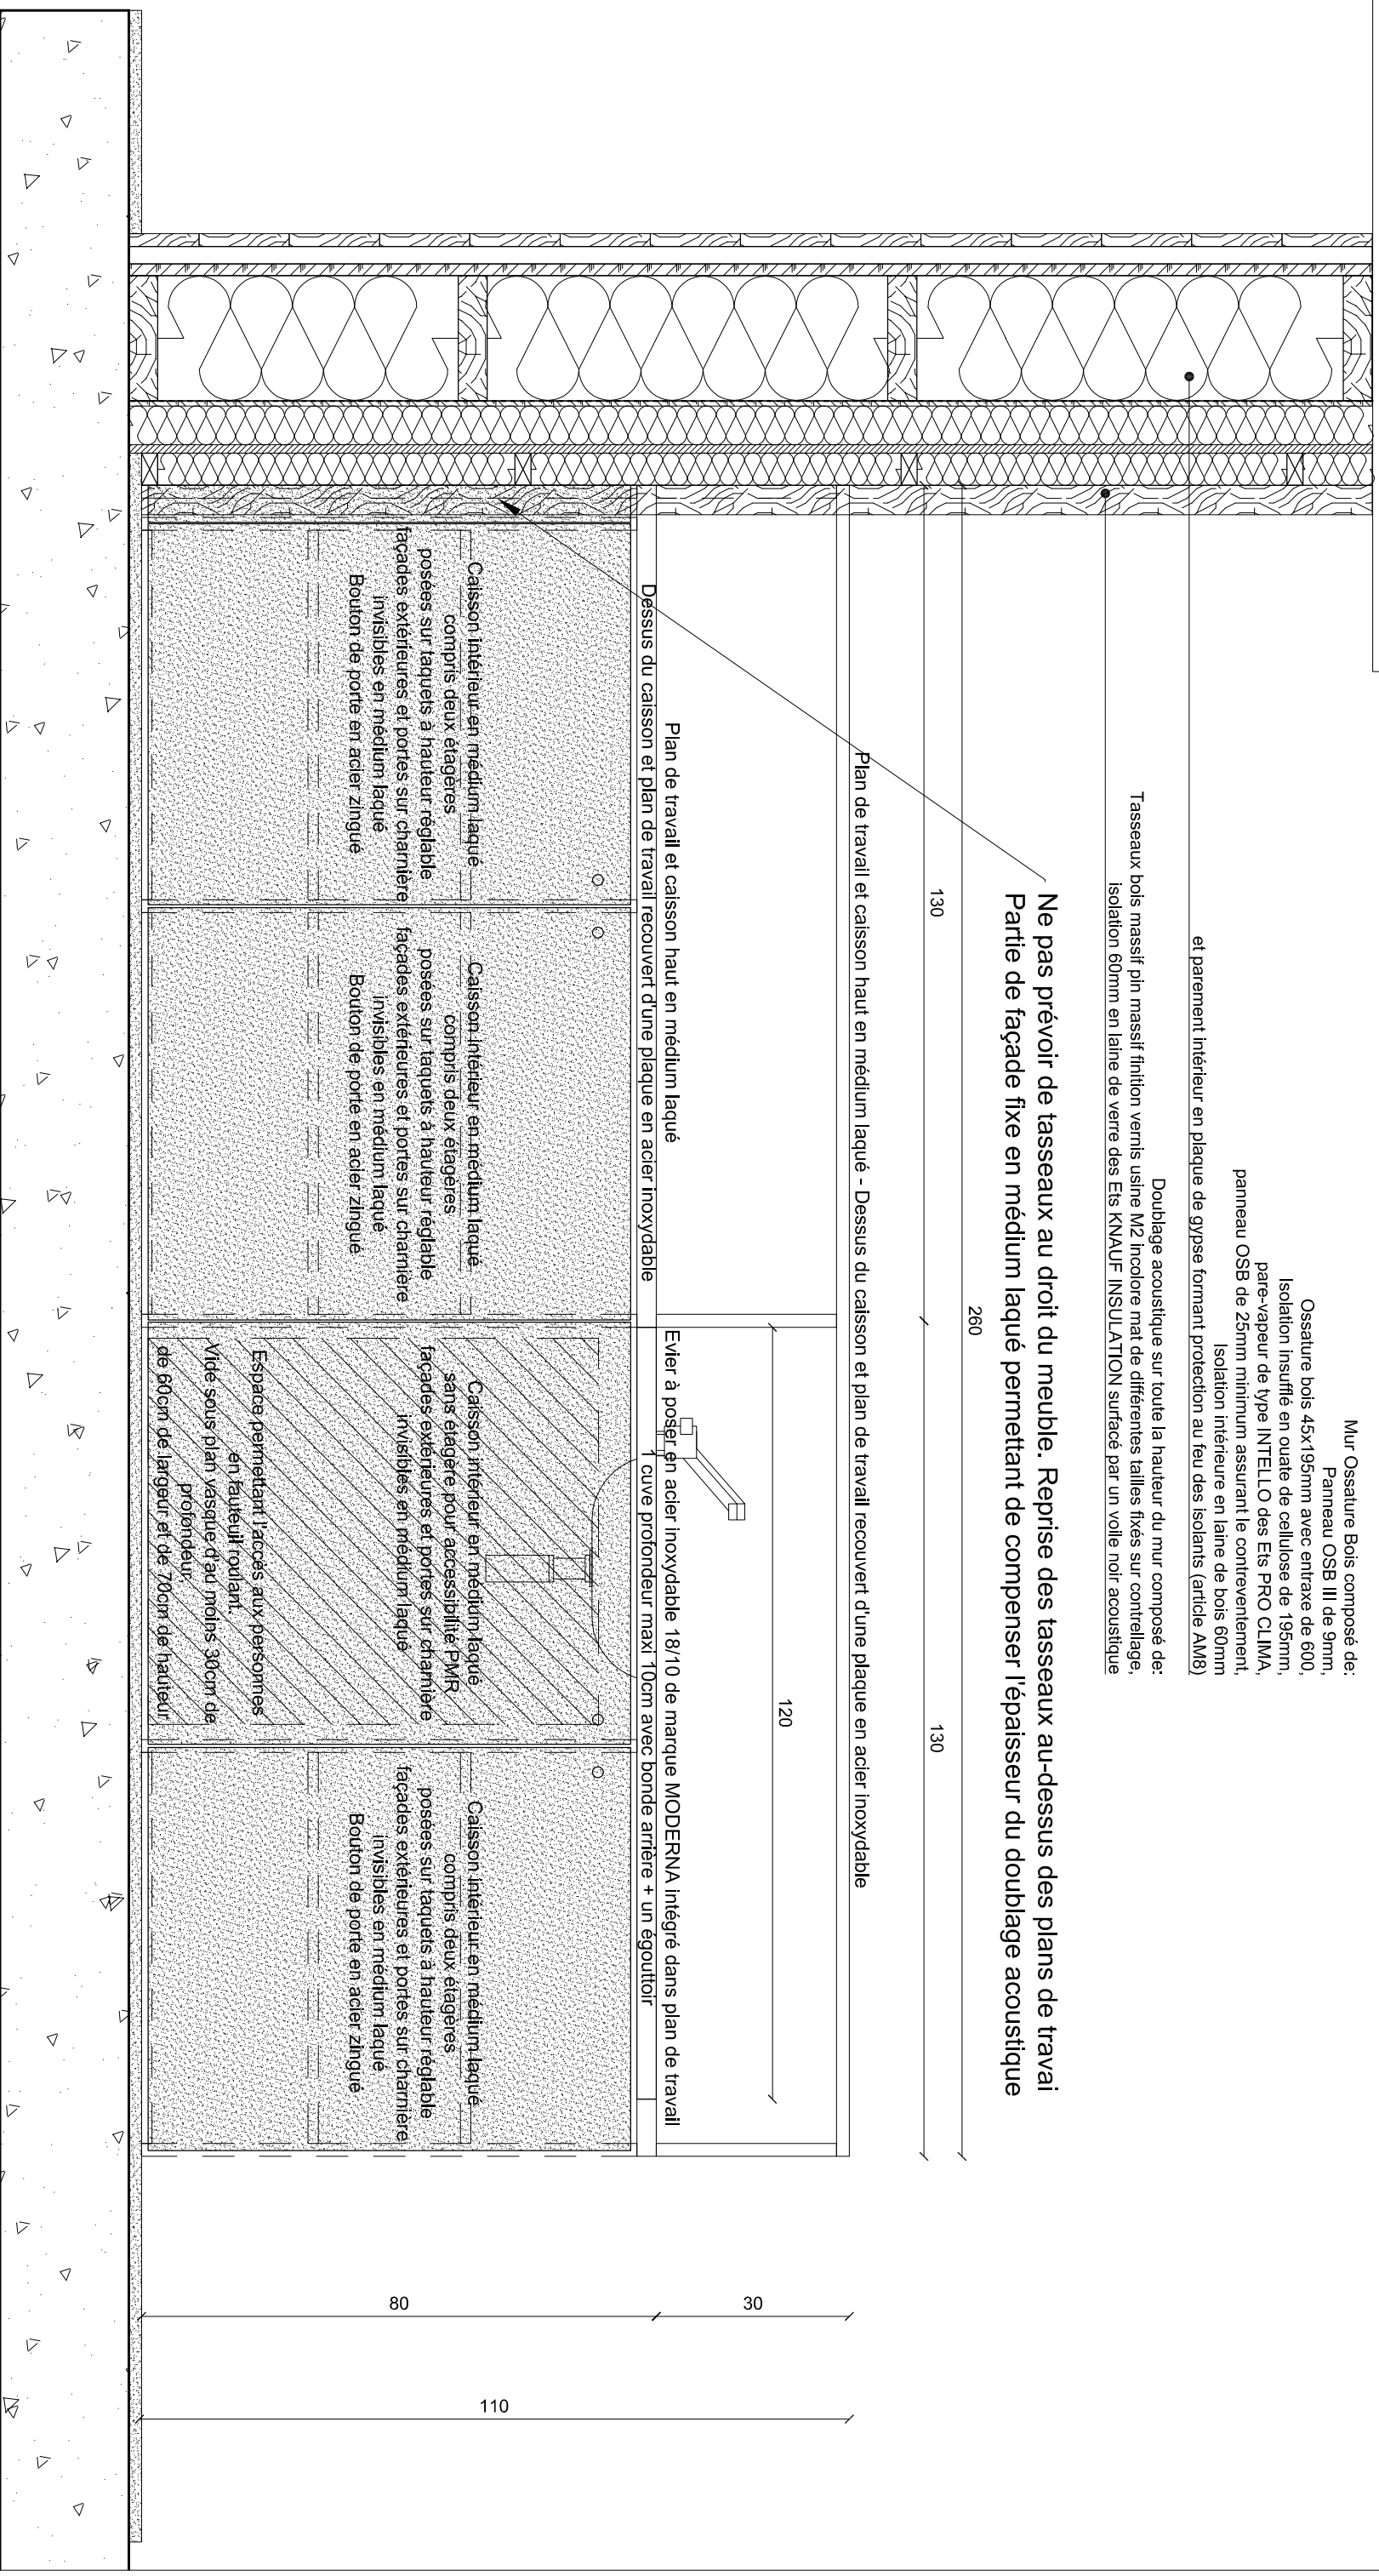 Mur Ossature Bois composé de:
Panneau OSB III de 9mm,
Ossature bois 45x195mm avec entraxe de 600,
Isolation insufflé en ouate de cellulose de 195mm,
pare-vapeur de type INTELLO des Ets PRO CLIMA,
panneau OSB de 25mm minimum assurant le contreventement,
Isolation intérieure en laine de bois 60mm
et parement intérieur en plaque de gypse formant protection au feu des isolants (article AM8)
Doublage acoustique sur toute la hauteur du mur composé de:
Tasseaux bois massif pin massif finition vernis usine M2 incolore mat de différentes tailles fixés sur contrellage,
isolation 60mm en laine de verre des Ets KNAUF INSULATION surfacé par un voile noir acoustique
Ne pas prévoir de tasseaux au droit du meuble. Reprise des tasseaux au-dessus des plans de travai
Partie de façade fixe en médium laqué permettant de compenser l'épaisseur du doublage acoustique
260
130
130
Plan de travail et caisson haut en médium laqué - Dessus du caisson et plan de travail recouvert d'une plaque en acier inoxydable
120
Plan de travail et caisson haut en médium laqué
Dessus du caisson et plan de travail recouvert d'une plaque en acier inoxydable
Evier à poser en acier inoxydable 18/10 de marque MODERNA intégré dans plan de travail
1 cuve profondeur maxi 10cm avec bonde arrière + un égouttoir
Caisson intérieur en médium laqué
compris deux étagères
posées sur taquets à hauteur réglable
façades extérieures et portes sur charnière
invisibles en médium laqué
Bouton de porte en acier zingué
Caisson intérieur en médium laqué
compris deux étagères
posées sur taquets à hauteur réglable
façades extérieures et portes sur charnière
invisibles en médium laqué
Bouton de porte en acier zingué
Caisson intérieur en médium laqué
sans étagère pour accessibilité PMR
façades extérieures et portes sur charnière
invisibles en médium laqué
Espace permettant l'accès aux personnes
en fauteuil roulant.
Vide sous plan vasque d'au moins 30cm de
profondeur,
de 60cm de largeur et de 70cm de hauteur
Caisson intérieur en médium laqué
compris deux étagères
posées sur taquets à hauteur réglable
façades extérieures et portes sur charnière
invisibles en médium laqué
Bouton de porte en acier zingué
80
30
110